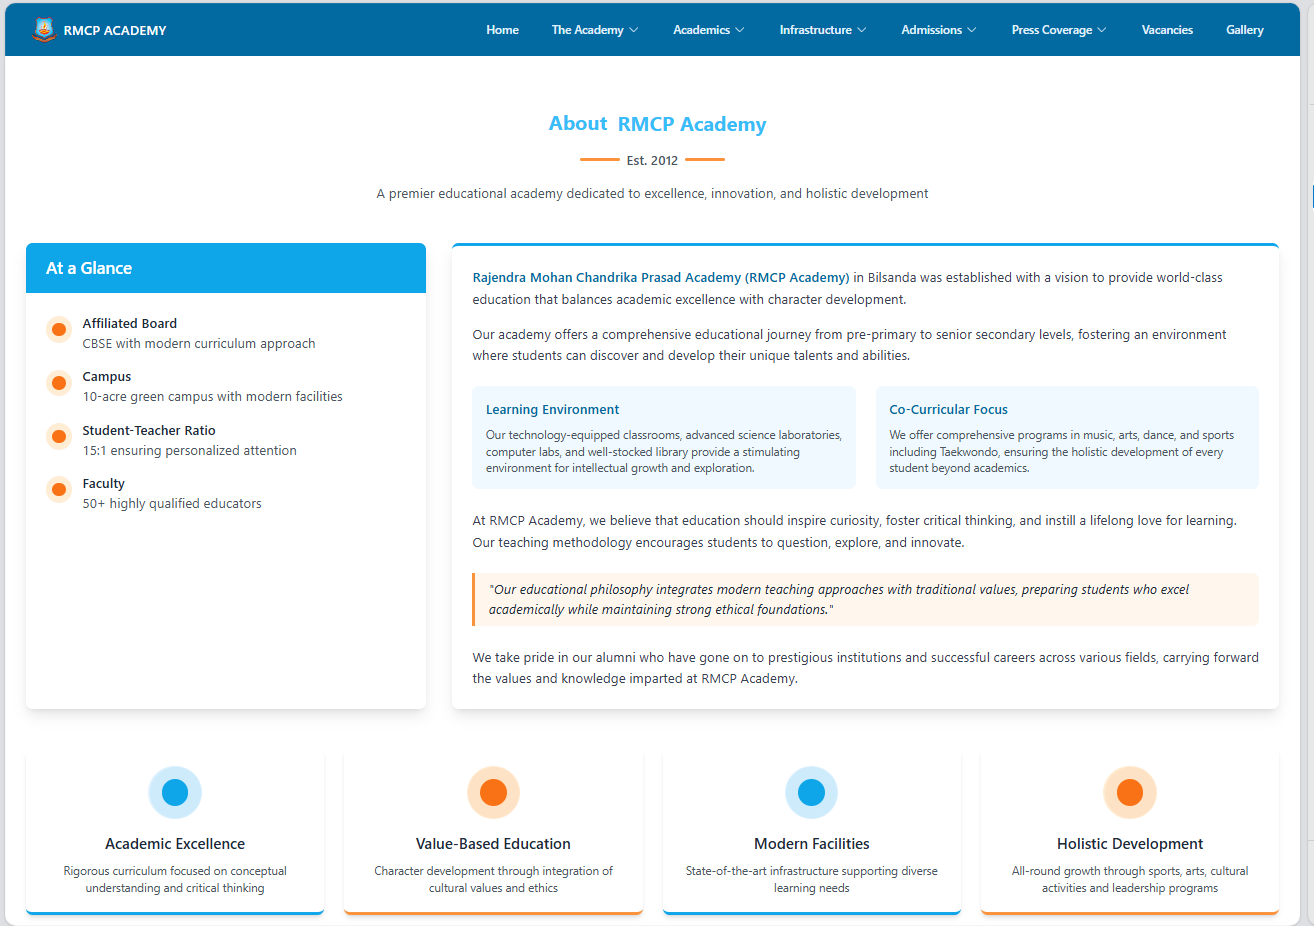 RMCP ACADEMY
Home
The Academy
Academics
Infrastructure
Admissions
Press Coverage
Vacancies
Gallery
About RMCP Academy
Est. 2012
A premier educational academy dedicated to excellence, innovation, and holistic development
At a Glance
Affiliated Board
CBSE with modern curriculum approach
Campus
10-acre green campus with modern facilities
Student-Teacher Ratio
15:1 ensuring personalized attention
Faculty
50+ highly qualified educators
Rajendra Mohan Chandrika Prasad Academy (RMCP Academy) in Bilsanda was established with a vision to provide world-class
education that balances academic excellence with character development.
Our academy offers a comprehensive educational journey from pre-primary to senior secondary levels, fostering an environment
where students can discover and develop their unique talents and abilities.
Learning Environment
Our technology-equipped classrooms, advanced science laboratories,
computer labs, and well-stocked library provide a stimulating
environment for intellectual growth and exploration.
Co-Curricular Focus
We offer comprehensive programs in music, arts, dance, and sports
including Taekwondo, ensuring the holistic development of every
student beyond academics.
At RMCP Academy, we believe that education should inspire curiosity, foster critical thinking, and instill a lifelong love for learning.
Our teaching methodology encourages students to question, explore, and innovate.
"Our educational philosophy integrates modern teaching approaches with traditional values, preparing students who excel
academically while maintaining strong ethical foundations."
We take pride in our alumni who have gone on to prestigious institutions and successful careers across various fields, carrying forward
the values and knowledge imparted at RMCP Academy.
Academic Excellence
Rigorous curriculum focused on conceptual
understanding and critical thinking
Value-Based Education
Character development through integration of
cultural values and ethics
Modern Facilities
State-of-the-art infrastructure supporting diverse
learning needs
Holistic Development
All-round growth through sports, arts, cultural
activities and leadership programs